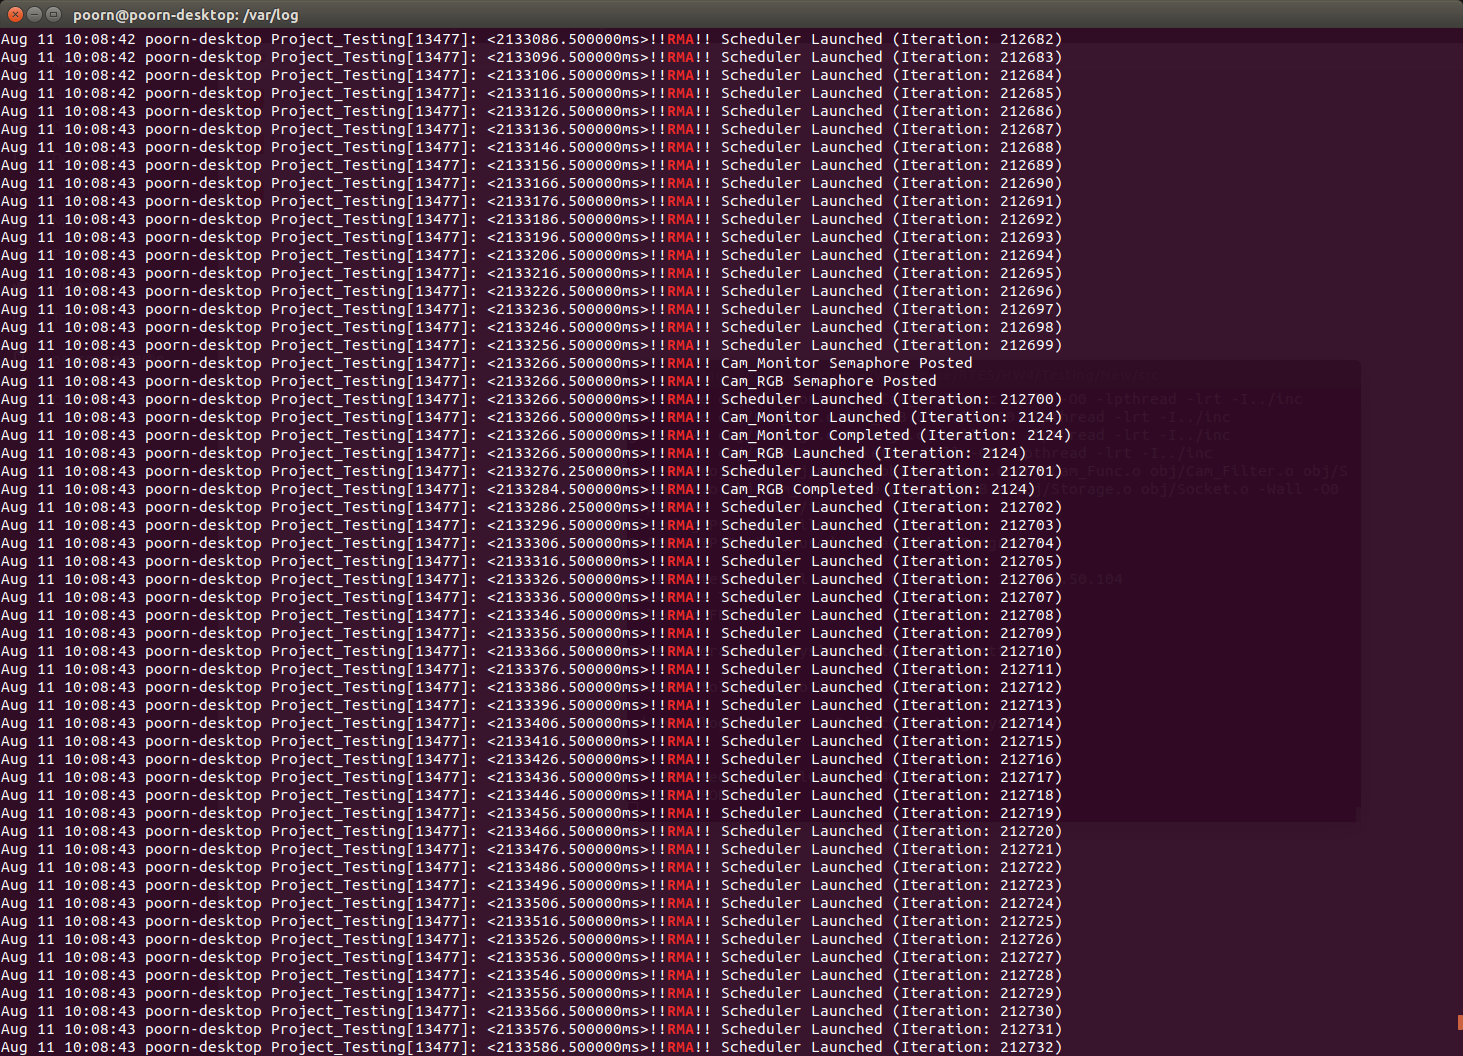 poorn@poorn-desktop: /var/log
Aug 11 10:08:42 poorn-desktop Project_Testing[13477]: <2133086.500000ms>!!RMA!! Scheduler Launched (Iteration: 212682)
Aug 11 10:08:42 poorn-desktop Project_Testing[13477]: <2133096.500000ms>!!RMA!! Scheduler Launched (Iteration: 212683)
Aug 11 10:08:42 poorn-desktop Project_Testing[13477]: <2133106.500000ms>!!RMA!! Scheduler Launched (Iteration: 212684)
Aug 11 10:08:42 poorn-desktop Project_Testing[13477]: <2133116.500000ms>!!RMA!! Scheduler Launched (Iteration: 212685)
Aug 11 10:08:43 poorn-desktop Project_Testing[13477]: <2133126.500000ms>!!RMA!! Scheduler Launched (Iteration: 212686)
Aug 11 10:08:43 poorn-desktop Project_Testing[13477]: <2133136.500000ms>!!RMA!! Scheduler Launched (Iteration: 212687)
Aug 11 10:08:43 poorn-desktop Project_Testing[13477]: <2133146.500000ms>!!RMA!! Scheduler Launched (Iteration: 212688)
Aug 11 10:08:43 poorn-desktop Project_Testing[13477]: <2133156.500000ms>!!RMA!! Scheduler Launched (Iteration: 212689)
Aug 11 10:08:43 poorn-desktop Project_Testing[13477]: <2133166.500000ms>!!RMA!! Scheduler Launched (Iteration: 212690)
Aug 11 10:08:43 poorn-desktop Project_Testing[13477]: <2133176.500000ms>!!RMA!! Scheduler Launched (Iteration: 212691)
Aug 11 10:08:43 poorn-desktop Project_Testing[13477]: <2133186.500000ms>!!RMA!! Scheduler Launched (Iteration: 212692)
Aug 11 10:08:43 poorn-desktop Project_Testing[13477]: <2133196.500000ms>!!RMA!! Scheduler Launched (Iteration: 212693)
Aug 11 10:08:43 poorn-desktop Project_Testing[13477]: <2133206.500000ms>!!RMA!! Scheduler Launched (Iteration: 212694)
Aug 11 10:08:43 poorn-desktop Project_Testing[13477]: <2133216.500000ms>!!RMA!! Scheduler Launched (Iteration: 212695)
Aug 11 10:08:43 poorn-desktop Project_Testing[13477]: <2133226.500000ms>!!RMA!! Scheduler Launched (Iteration: 212696)
Aug 11 10:08:43 poorn-desktop Project_Testing[13477]: <2133236.500000ms>!!RMA!! Scheduler Launched (Iteration: 212697)
Aug 11 10:08:43 poorn-desktop Project_Testing[13477]: <2133246.500000ms>!!RMA!! Scheduler Launched (Iteration: 212698)
Aug 11 10:08:43 poorn-desktop Project_Testing[13477]: <2133256.500000ms>!!RMA!! Scheduler Launched (Iteration: 212699)
Aug 11 10:08:43 poorn-desktop Project_Testing[13477]: <2133266.500000ms>!!RMA!! Cam_Monitor Semaphore Posted
Aug 11 10:08:43 poorn-desktop Project_Testing[13477]: <2133266.500000ms>!!RMA!! Cam_RGB Semaphore Posted
Aug 11 10:08:43 poorn-desktop Project_Testing[13477]: <2133266.500000ms>!!RMA!! Scheduler Launched (Iteration: 212700)
Aug 11 10:08:43 poorn-desktop Project_Testing[13477]: <2133266.500000ms>!!RMA!! Cam_Monitor Launched (Iteration: 2124)
Aug 11 10:08:43 poorn-desktop Project_Testing[13477]: <2133266.500000ms>!!RMA!! Cam_Monitor Completed (Iteration: 2124)
Aug 11 10:08:43 poorn-desktop Project_Testing[13477]: <2133266.500000ms>!!RMA!! Cam_RGB Launched (Iteration: 2124)
Aug 11 10:08:43 poorn-desktop Project_Testing[13477]: <2133276.250000ms>!!RMA!! Scheduler Launched (Iteration: 212701)
Aug 11 10:08:43 poorn-desktop Project_Testing[13477]: <2133284.500000ms>!!RMA!! Cam_RGB Completed (Iteration: 2124)
Aug 11 10:08:43 poorn-desktop Project_Testing[13477]: <2133286.250000ms>!!RMA!! Scheduler Launched (Iteration: 212702)
Aug 11 10:08:43 poorn-desktop Project_Testing[13477]: <2133296.500000ms>!!RMA!! Scheduler Launched (Iteration: 212703)
Aug 11 10:08:43 poorn-desktop Project_Testing[13477]: <2133306.500000ms>!!RMA!! Scheduler Launched (Iteration: 212704)
Aug 11 10:08:43 poorn-desktop Project_Testing[13477]: <2133316.500000ms>!!RMA!! Scheduler Launched (Iteration: 212705)
Aug 11 10:08:43 poorn-desktop Project_Testing[13477]: <2133326.500000ms>!!RMA!! Scheduler Launched (Iteration: 212706)
Aug 11 10:08:43 poorn-desktop Project_Testing[13477]: <2133336.500000ms>!!RMA!! Scheduler Launched (Iteration: 212707)
Aug 11 10:08:43 poorn-desktop Project_Testing[13477]: <2133346.500000ms>!!RMA!! Scheduler Launched (Iteration: 212708)
Aug 11 10:08:43 poorn-desktop Project_Testing[13477]: <2133356.500000ms>!!RMA!! Scheduler Launched (Iteration: 212709)
Aug 11 10:08:43 poorn-desktop Project_Testing[13477]: <2133366.500000ms>!!RMA!! Scheduler Launched (Iteration: 212710)
Aug 11 10:08:43 poorn-desktop Project_Testing[13477]: <2133376.500000ms>!!RMA!! Scheduler Launched (Iteration: 212711)
Aug 11 10:08:43 poorn-desktop Project_Testing[13477]: <2133386.500000ms>!!RMA!! Scheduler Launched (Iteration: 212712)
Aug 11 10:08:43 poorn-desktop Project_Testing[13477]: <2133396.500000ms>!!RMA!! Scheduler Launched (Iteration: 212713)
Aug 11 10:08:43 poorn-desktop Project_Testing[13477]: <2133406.500000ms>!!RMA!! Scheduler Launched (Iteration: 212714)
Aug 11 10:08:43 poorn-desktop Project_Testing[13477]: <2133416.500000ms>!!RMA!! Scheduler Launched (Iteration: 212715)
Aug 11 10:08:43 poorn-desktop Project_Testing[13477]: <2133426.500000ms>!!RMA!! Scheduler Launched (Iteration: 212716)
Aug 11 10:08:43 poorn-desktop Project_Testing[13477]: <2133436.500000ms>!!RMA!! Scheduler Launched (Iteration: 212717)
Aug 11 10:08:43 poorn-desktop Project_Testing[13477]: <2133446.500000ms>!!RMA!! Scheduler Launched (Iteration: 212718)
Aug 11 10:08:43 poorn-desktop Project_Testing[13477]: <2133456.500000ms>!!RMA!! Scheduler Launched (Iteration: 212719)
Aug 11 10:08:43 poorn-desktop Project_Testing[13477]: <2133466.500000ms>!!RMA!! Scheduler Launched (Iteration: 212720)
Aug 11 10:08:43 poorn-desktop Project_Testing[13477]: <2133476.500000ms>!!RMA!! Scheduler Launched (Iteration: 212721)
Aug 11 10:08:43 poorn-desktop Project_Testing[13477]: <2133486.500000ms>!!RMA!! Scheduler Launched (Iteration: 212722)
Aug 11 10:08:43 poorn-desktop Project_Testing[13477]: <2133496.500000ms>!!RMA!! Scheduler Launched (Iteration: 212723)
Aug 11 10:08:43 poorn-desktop Project_Testing[13477]: <2133506.500000ms>!!RMA!! Scheduler Launched (Iteration: 212724)
Aug 11 10:08:43 poorn-desktop Project_Testing[13477]: <2133516.500000ms>!!RMA!! Scheduler Launched (Iteration: 212725)
Aug 11 10:08:43 poorn-desktop Project_Testing[13477]: <2133526.500000ms>!!RMA!! Scheduler Launched (Iteration: 212726)
Aug 11 10:08:43 poorn-desktop Project_Testing[13477]: <2133536.500000ms>!!RMA!! Scheduler Launched (Iteration: 212727)
Aug 11 10:08:43 poorn-desktop Project_Testing[13477]: <2133546.500000ms>!!RMA!! Scheduler Launched (Iteration: 212728)
Aug 11 10:08:43 poorn-desktop Project_Testing[13477]: <2133556.500000ms>!!RMA!! Scheduler Launched (Iteration: 212729)
Aug 11 10:08:43 poorn-desktop Project_Testing[13477]: <2133566.500000ms>!!RMA!! Scheduler Launched (Iteration: 212730)
Aug 11 10:08:43 poorn-desktop Project_Testing[13477]: <2133576.500000ms>!!RMA!! Scheduler Launched (Iteration: 212731)
Aug 11 10:08:43 poorn-desktop Project_Testing[13477]: <2133586.500000ms>!!RMA!! Scheduler Launched (Iteration: 212732)